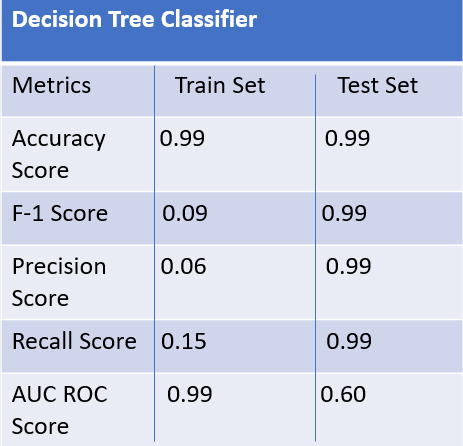 Decision Tree Classifier
Metrics Train Set Test Set
Accuracy
Score 0.99 0.99
F-1 Score 0.09 0.99
Precision
Score 0.06 0.99
Recall Score 0.15 0.99
AUC ROC
Score 0.99 0.60